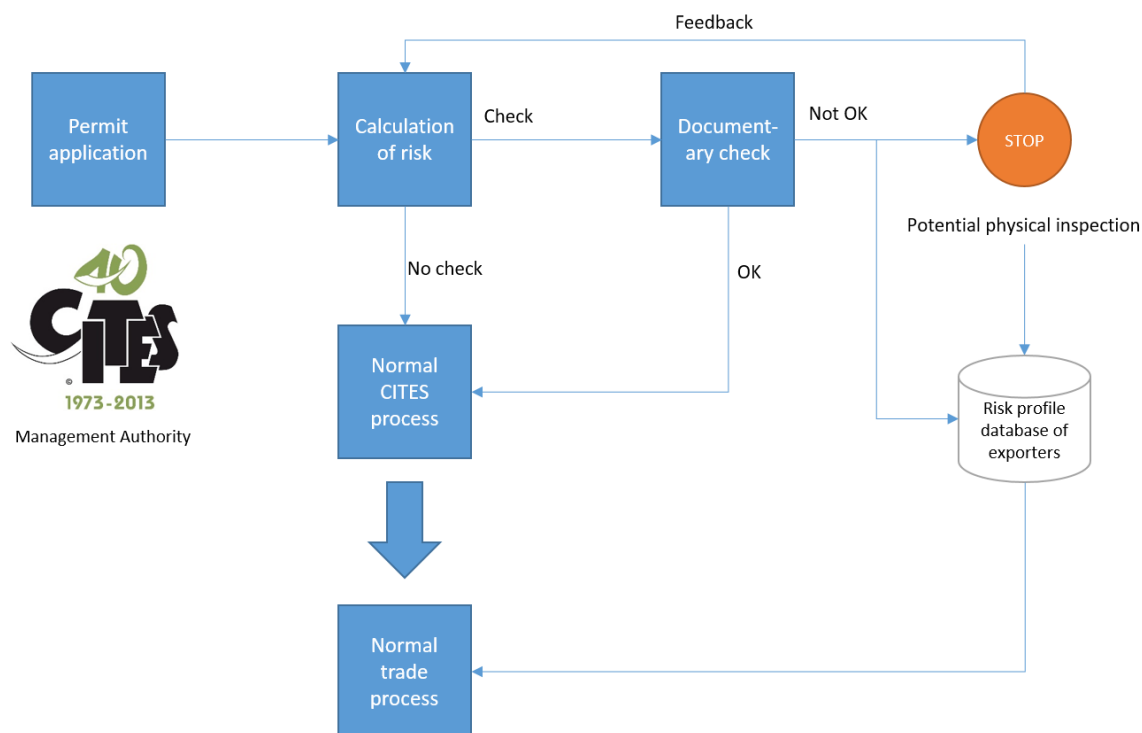 Feedback
Permit
application
Calculation
of risk
Check
Document-
ary check
Not OK
STOP
Potential physical inspection
No check
OK
40
CITES
©
1973-2013
Management Authority
Normal
CITES
process
Risk profile
database of
exporters
Normal
trade
process